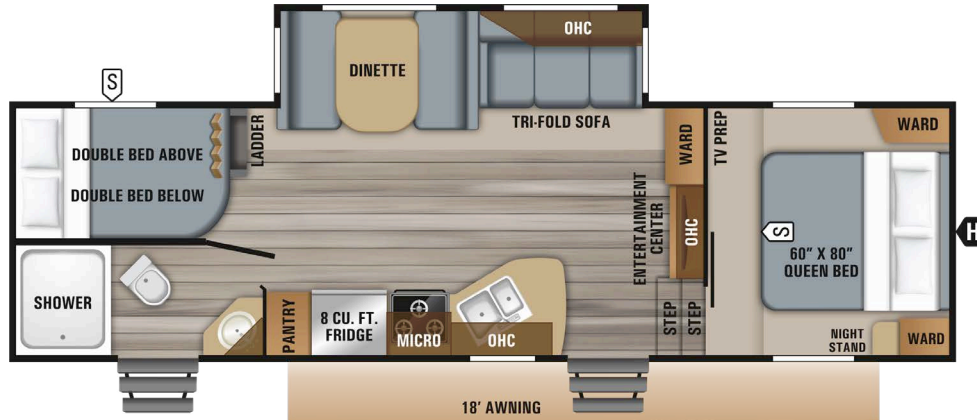 OHC
DINETTE
S
TRI-FOLD SOFA
LADDER
DOUBLE BED ABOVE
DOUBLE BED BELOW
WARD
TV PREP
WARD
ENTERTAINMENT
CENTER
OHC
S
60" X 80"
QUEEN BED
H
SHOWER
PANTRY
8 CU. FT.
FRIDGE
MICRO
OHC
STEP
STEP
NIGHT
STAND
WARD
18' AWNING